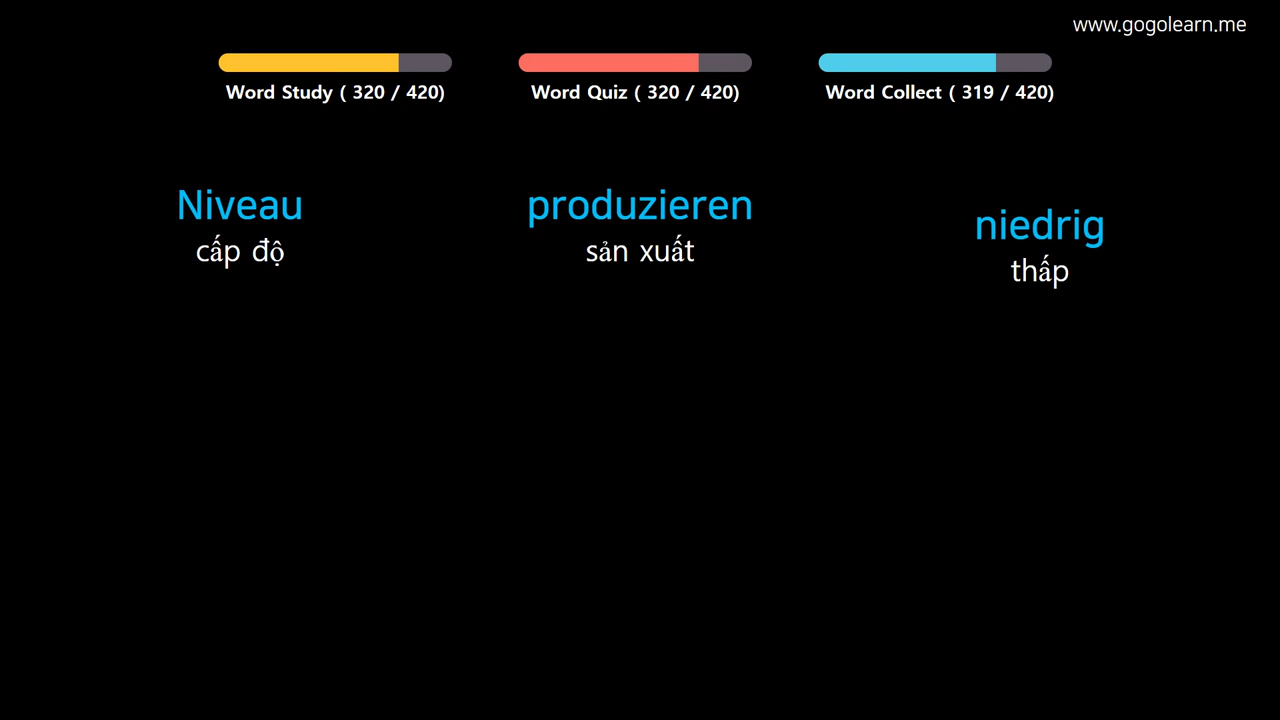 www.gogolearn.me
Word Study ( 320 / 420)
Word Quiz ( 320 / 420)
Word Collect ( 319 / 420)
Niveau
cấp độ
produzieren
sản xuất
niedrig
thấp